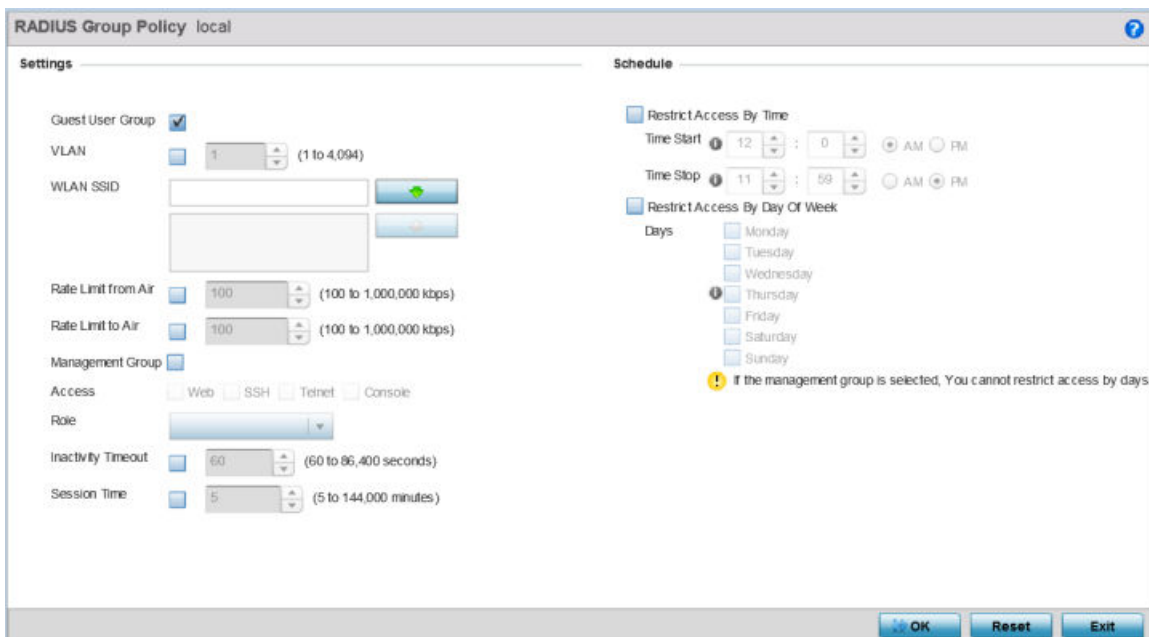 RADIUS Group Policy local
Settings
Guest User Group
VLAN 1 (1 to 4,094)
WLAN SSID
Rate Limit from Air 100 (100 to 1,000,000 kbps)
Rate Limit to Air 100 (100 to 1,000,000 kbps)
Management Group
Access Web SSH Telnet Console
Role
Inactivity Timeout 60 (60 to 86,400 seconds)
Session Time 5 (5 to 144,000 minutes)
Schedule
Restrict Access By Time
Time Start 12 : 0 AM PM
Time Stop 11 : 59 AM PM
Restrict Access By Day Of Week
Days Monday
Tuesday
Wednesday
Thursday
Friday
Saturday
Sunday
If the management group is selected, You cannot restrict access by days
OK Reset Exit